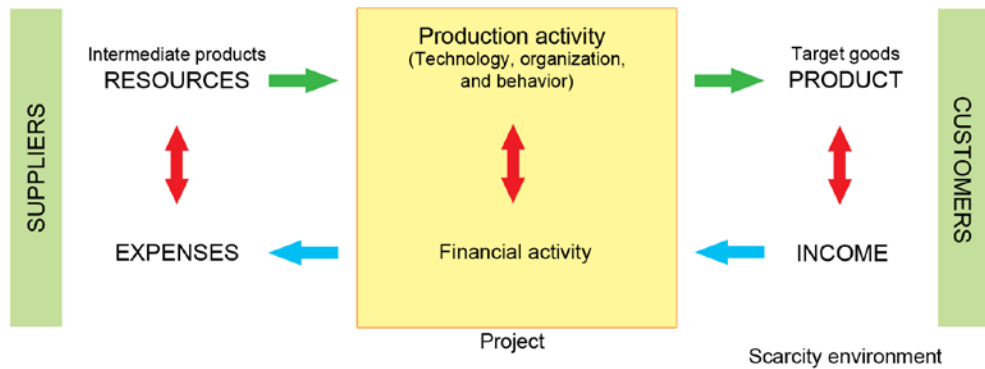 SUPPLIERS
Intermediate products
RESOURCES
EXPENSES
Production activity
(Technology, organization,
and behavior)
Financial activity
Project
Target goods
PRODUCT
INCOME
CUSTOMERS
Scarcity environment